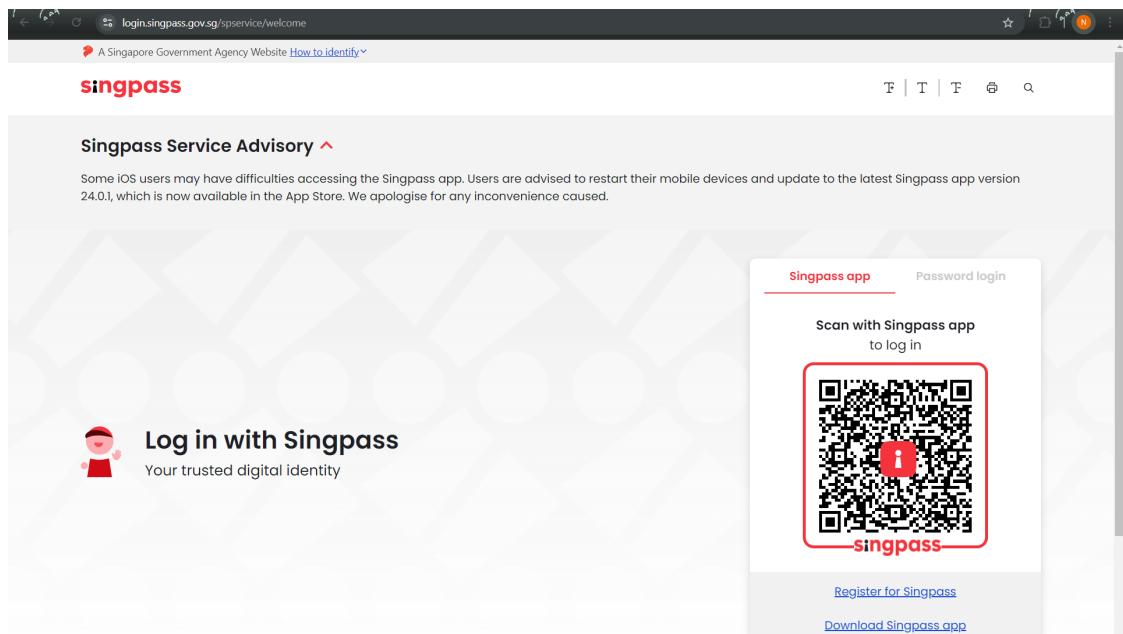 login.singpass.gov.sg/spservice/welcome
N
A Singapore Government Agency Website How to identify
singpass
T T T
Singpass Service Advisory
Some iOS users may have difficulties accessing the Singpass app. Users are advised to restart their mobile devices and update to the latest Singpass app version
24.0.1, which is now available in the App Store. We apologise for any inconvenience caused.
Singpass app Password login
Scan with Singpass app
to log in
singpass
Log in with Singpass
Your trusted digital identity
Register for Singpass
Download Singpass app